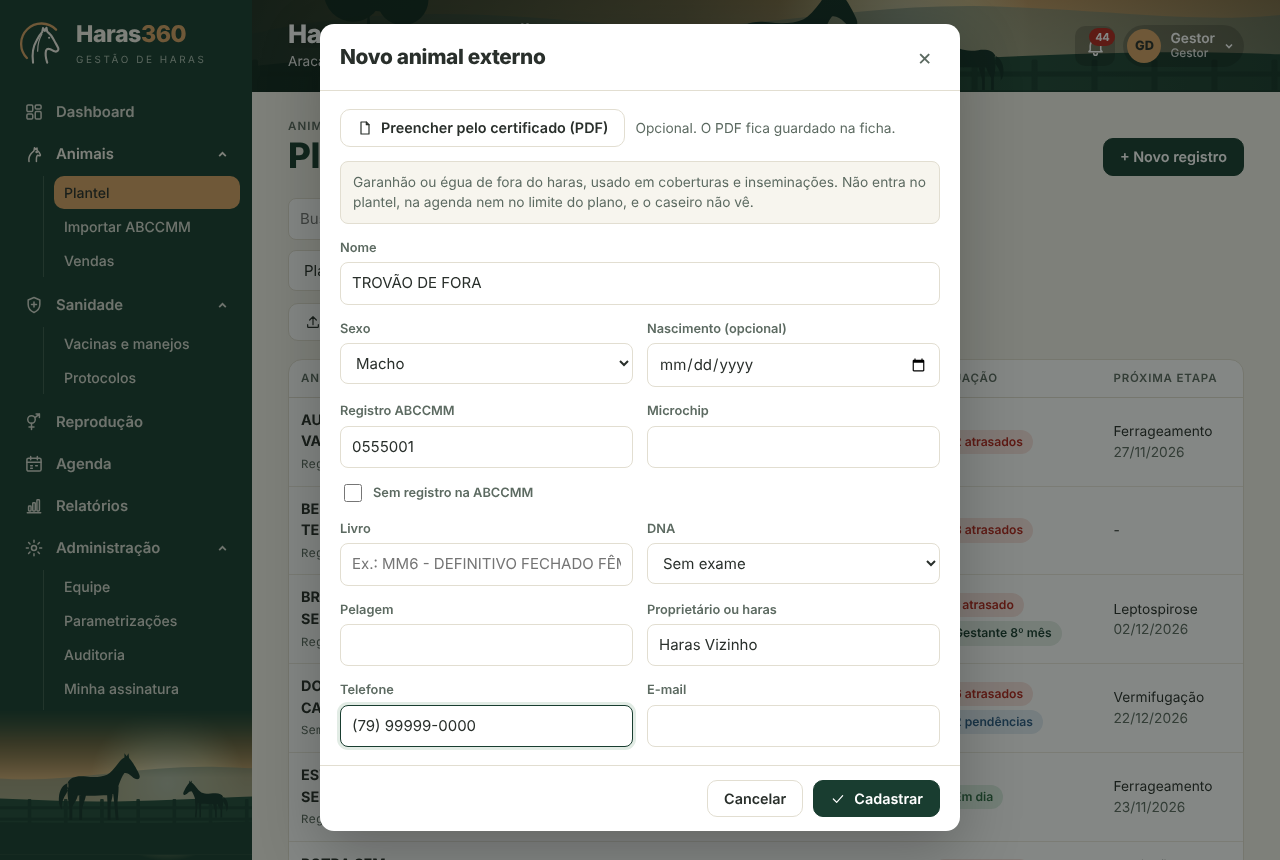 Haras360
GESTÃO DE HARAS
Dashboard
Animais
Plantel
Importar ABCCMM
Vendas
Sanidade
Vacinas e manejos
Protocolos
Reprodução
Agenda
Relatórios
Administração
Equipe
Parametrizações
Auditoria
Minha assinatura
44
GD
Gestor
Gestor
+ Novo registro
Novo animal externo
×
Preencher pelo certificado (PDF)
Opcional. O PDF fica guardado na ficha.
Garanhão ou égua de fora do haras, usado em coberturas e inseminações. Não entra no
plantel, na agenda nem no limite do plano, e o caseiro não vê.
Nome
TROVÃO DE FORA
Sexo
Nascimento (opcional)
Macho
mm/dd/yyyy
Registro ABCCMM
Microchip
0555001
Sem registro na ABCCMM
Livro
DNA
Ex.: MM6 - DEFINITIVO FECHADO FÊM
Sem exame
Pelagem
Proprietário ou haras
Haras Vizinho
Telefone
E-mail
(79) 99999-0000
Cancelar
Cadastrar
PRÓXIMA ETAPA
atrasados
Ferrageamento
27/11/2026
atrasados
-
atrasado
Gestante 8º mês
Leptospirose
02/12/2026
atrasados
pendências
Vermifugação
22/12/2026
Em dia
Ferrageamento
23/11/2026